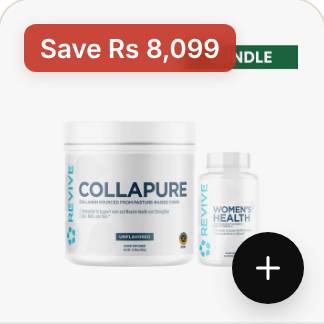 Save Rs 8,099
NDLE
REVIVE
COLLAPURE
COLLAGEN SOURCED FROM PASTURE-RAISED COWS
UNFLAVORED
REVIVE
WOMEN'S
HEALTH